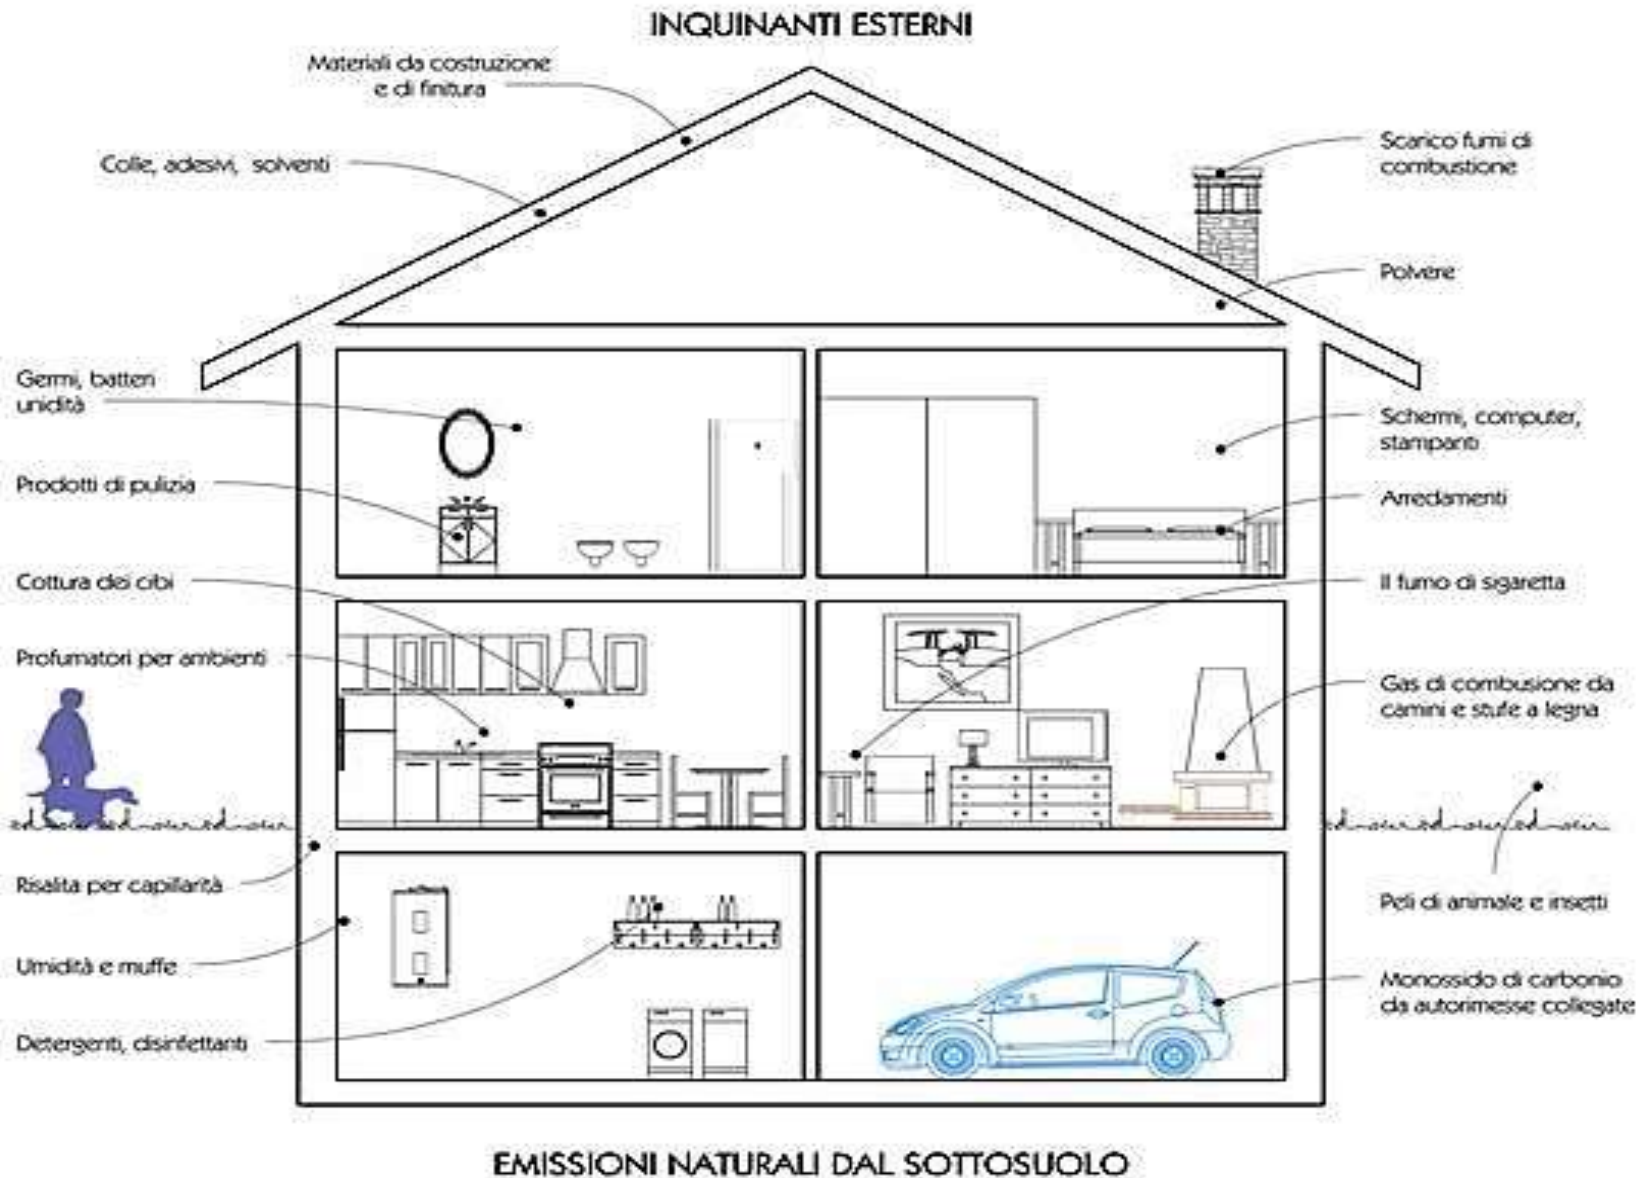 INQUINANTI ESTERNI
Materiali da costruzione
e di finitura
Colle, adesivi, solventi
Germi, batteri
unidità
Prodotti di pulizia
Cottura dei cibi
Profumatori per ambienti
Risalita per capillarità
Umidità e muffe
Detergenti, disinfettanti
Scarico fumi di
combustione
Polvere
Schermi, computer,
stampanti
Arredamenti
Il fumo di sigaretta
Gas di combusione da
camini e stufe a legna
Peli di animale e insetti
Monossido di carbonio
da autorimesse collegate
EMISSIONI NATURALI DAL SOTTOSUOLO